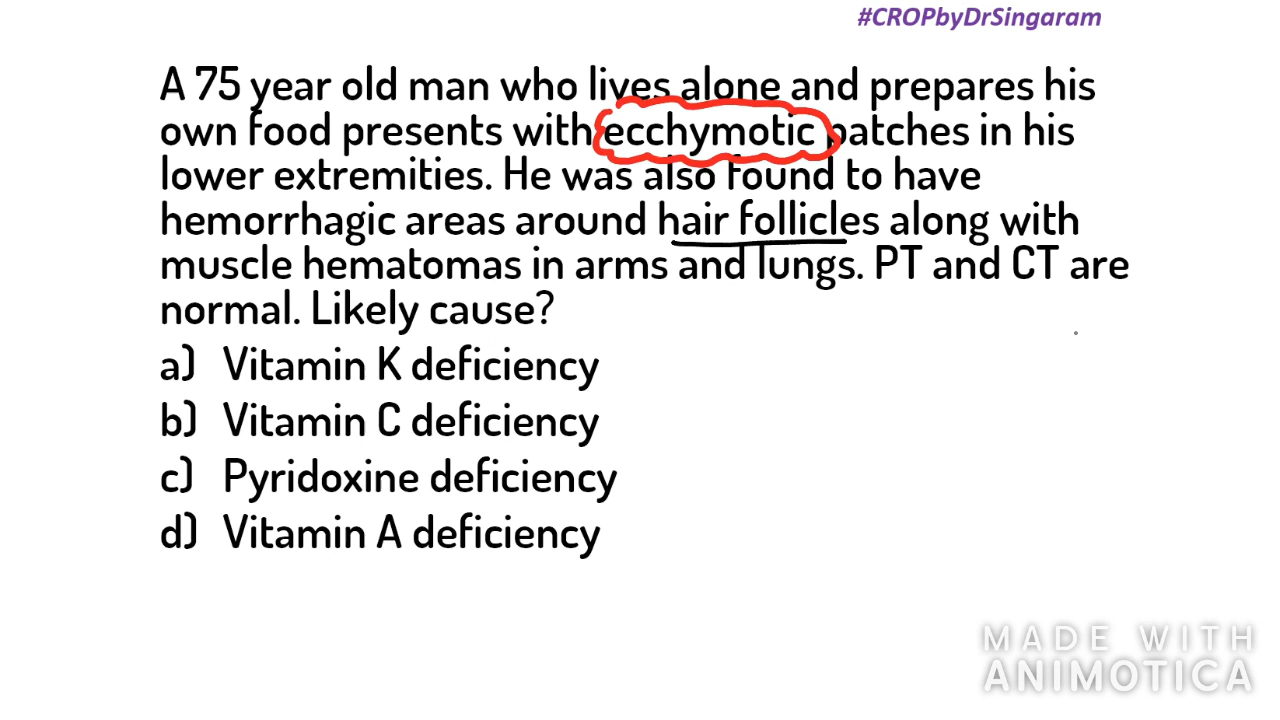 #CROPbyDrSingaram
A 75 year old man who lives alone and prepares his
own food presents with ecchymotic patches in his
lower extremities. He was also found to have
hemorrhagic areas around hair follicles along with
muscle hematomas in arms and lungs. PT and CT are
normal. Likely cause?
a) Vitamin K deficiency
b) Vitamin C deficiency
c) Pyridoxine deficiency
d) Vitamin A deficiency
MADE WITH
ANIMOTICA